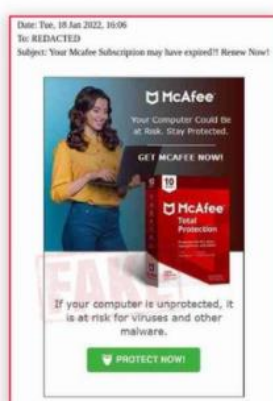 Date: Tue, 18 Jan 2022, 16:06
To: REDACTED
Subject: Your Mcafee Subscription may have expired?! Renew Now!
McAfee
Your Computer Could Be
at Risk. Stay Protected.
GET MCAFEE NOW!
10
McAfee
Total
Protection
FAKE
If your computer is unprotected, it
is at risk for viruses and other
malware.
PROTECT NOW!